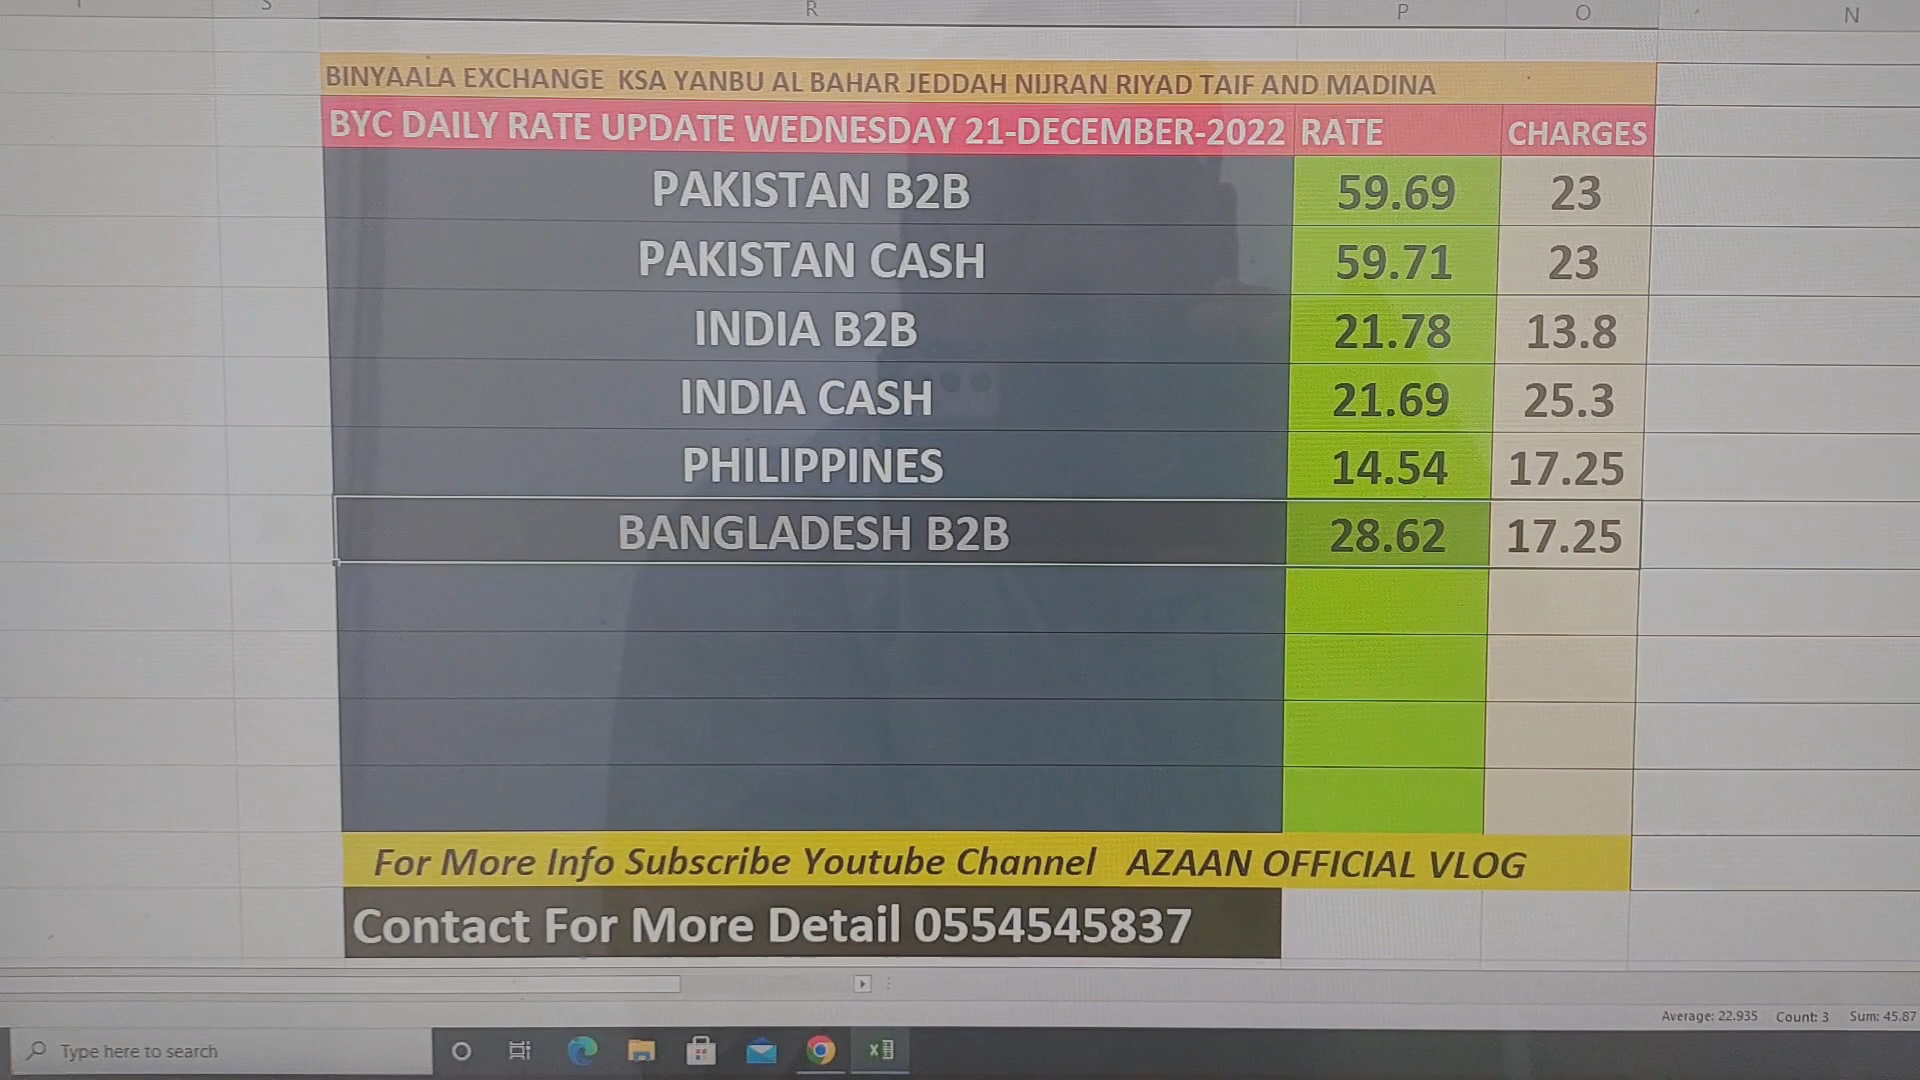 S R P O N
BINYAALA EXCHANGE KSA YANBU AL BAHAR JEDDAH NIJRAN RIYAD TAIF AND MADINA
BYC DAILY RATE UPDATE WEDNESDAY 21-DECEMBER-2022 RATE CHARGES
PAKISTAN B2B 59.69 23
PAKISTAN CASH 59.71 23
INDIA B2B 21.78 13.8
INDIA CASH 21.69 25.3
PHILIPPINES 14.54 17.25
BANGLADESH B2B 28.62 17.25
For More Info Subscribe Youtube Channel AZAAN OFFICIAL VLOG
Contact For More Detail 0554545837
Average: 22.935 Count: 3 Sum: 45.87
Type here to search